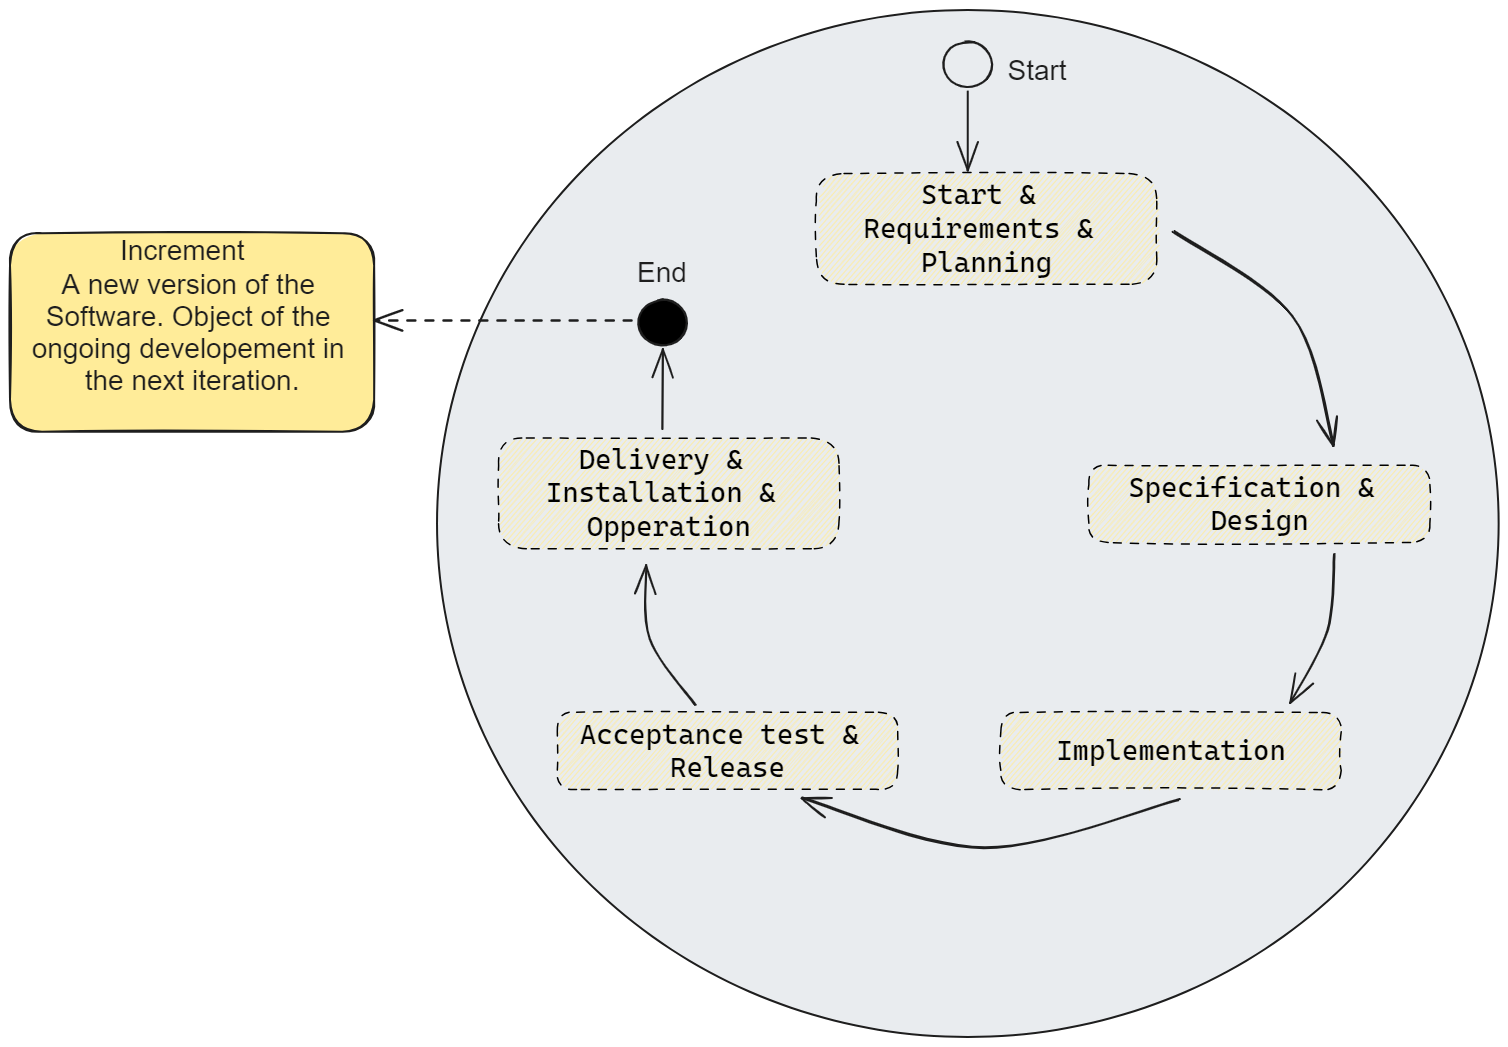 Start
Start &
Requirements &
Planning
Increment
A new version of the
Software. Object of the
ongoing developement in
the next iteration.
End
Delivery &
Installation &
Opperation
Specification &
Design
Acceptance test &
Release
Implementation